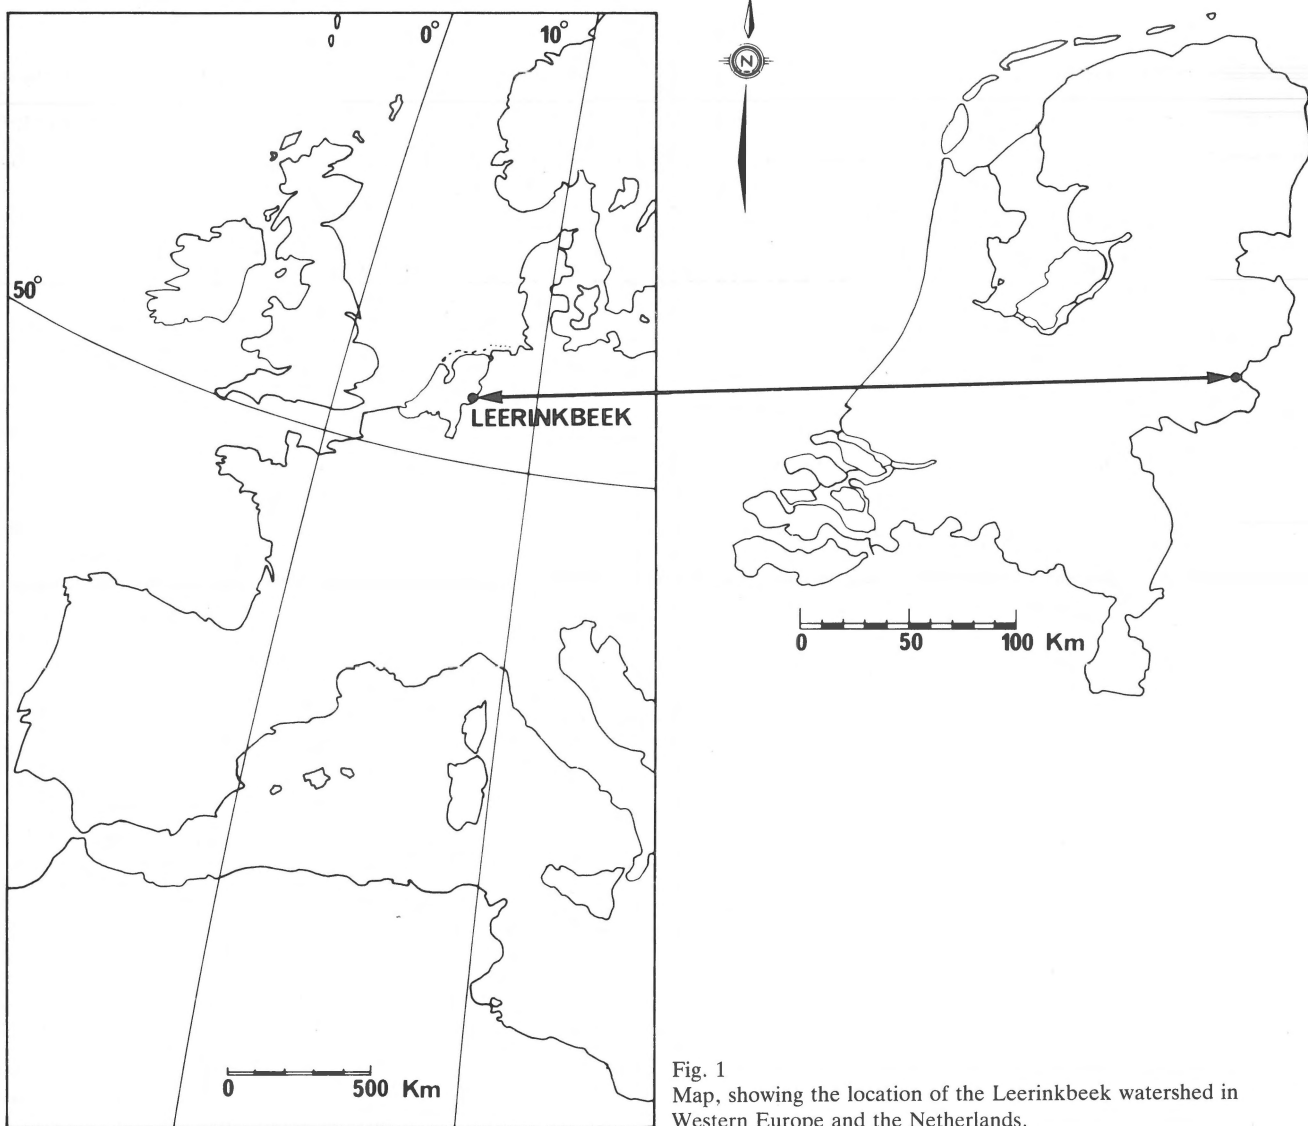 0°
10°
N
50°
LEERINKBEEK
0 50 100 Km
0 500 Km
Fig. 1
Map, showing the location of the Leerinkbeek watershed in
Western Europe and the Netherlands.